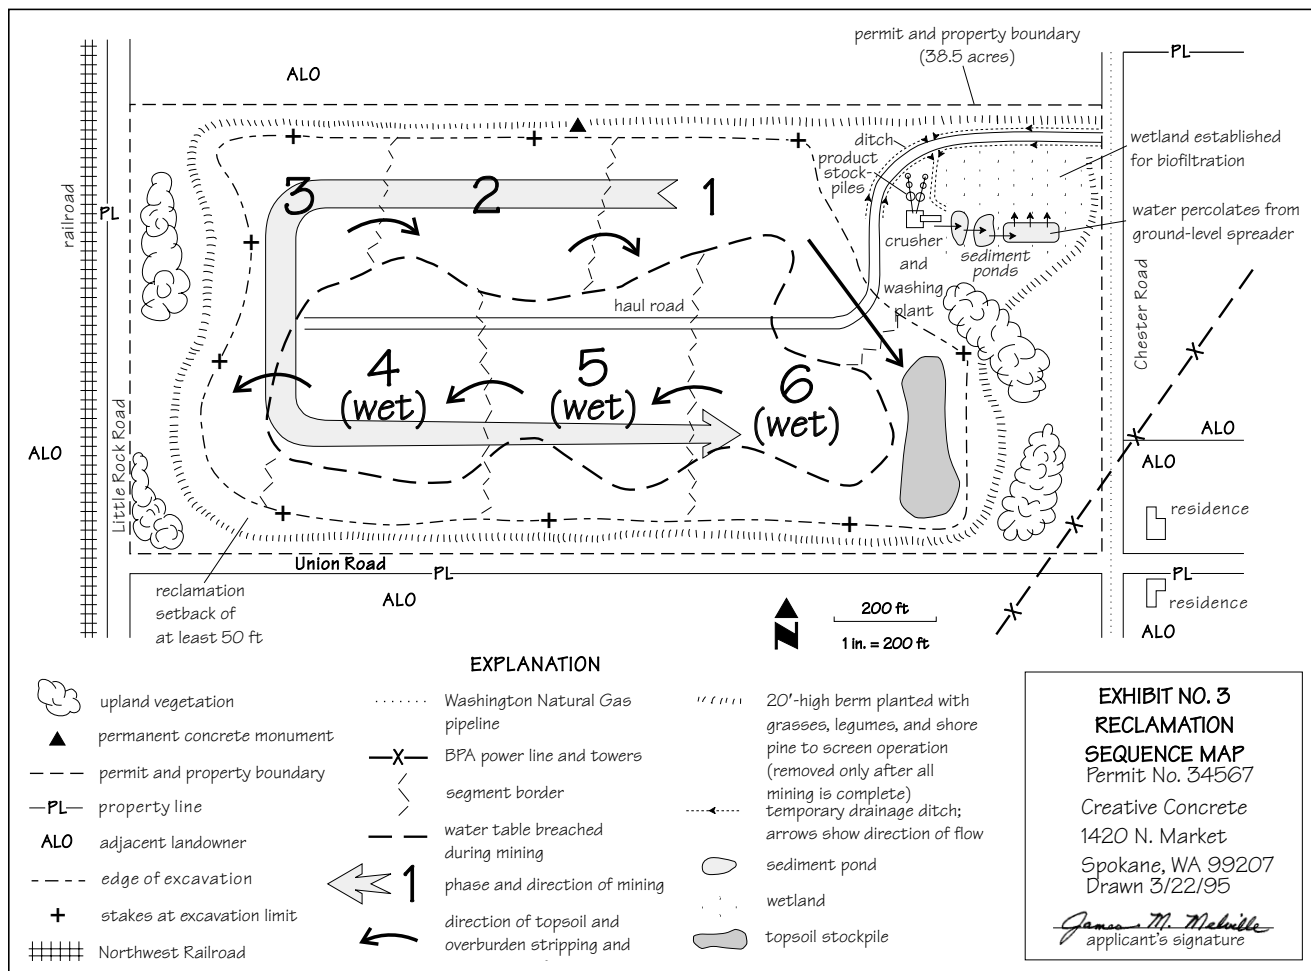 permit and property boundary
(38.5 acres)
ALO
PL
ditch
product
stock-
piles
wetland established
for biofiltration
railroad
PL
3
2
1
water percolates from
ground-level spreader
crusher
and
washing
plant
sediment
ponds
haul road
Chester Road
4
(wet)
5
(wet)
6
(wet)
ALO
Little Rock Road
ALO
ALO
residence
Union Road
PL
PL
ALO
residence
ALO
reclamation
setback of
at least 50 ft
N
200 ft
1 in. = 200 ft
EXPLANATION
upland vegetation
permanent concrete monument
permit and property boundary
PL
property line
ALO
adjacent landowner
edge of excavation
stakes at excavation limit
Northwest Railroad
Washington Natural Gas
pipeline
X
BPA power line and towers
segment border
water table breached
during mining
1
phase and direction of mining
direction of topsoil and
overburden stripping and
20'-high berm planted with
grasses, legumes, and shore
pine to screen operation
(removed only after all
mining is complete)
temporary drainage ditch;
arrows show direction of flow
sediment pond
wetland
topsoil stockpile
EXHIBIT NO. 3
RECLAMATION
SEQUENCE MAP
Permit No. 34567
Creative Concrete
1420 N. Market
Spokane, WA 99207
Drawn 3/22/95
James M. Melville
applicant's signature